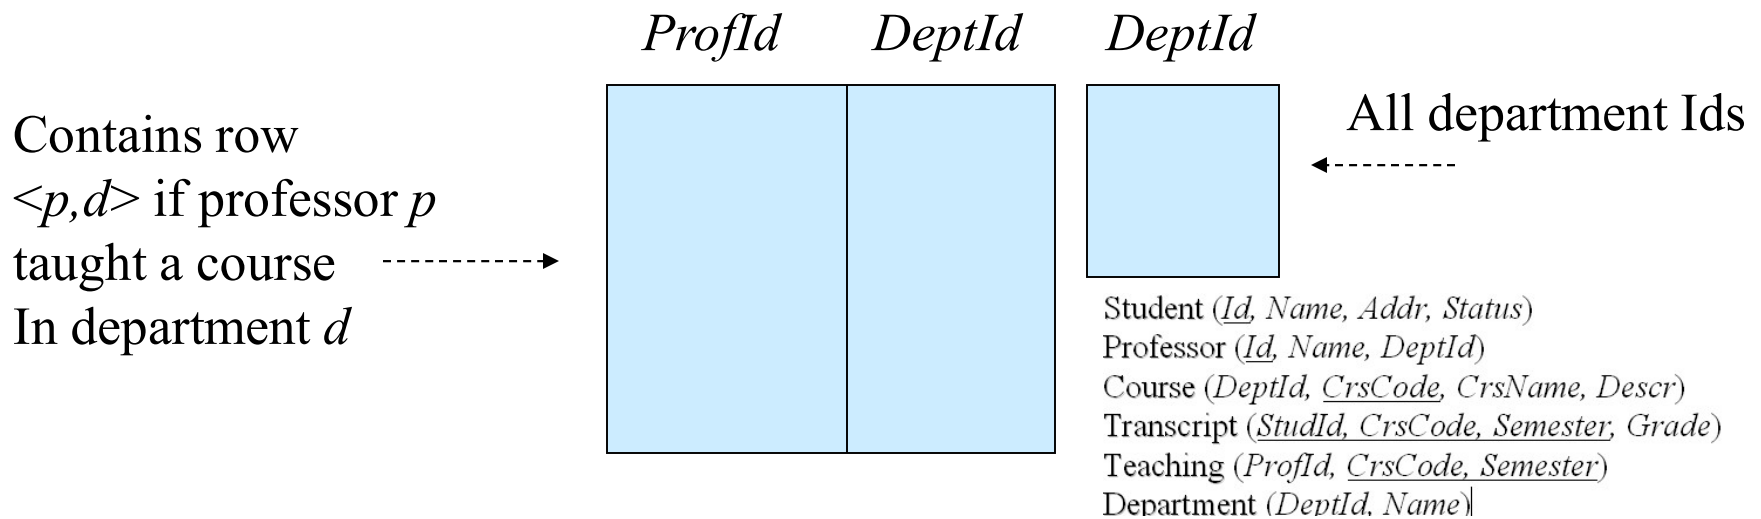 ProfId DeptId DeptId
Contains row
<p,d> if professor p
taught a course
In department d
All department Ids
Student (Id, Name, Addr, Status)
Professor (Id, Name, DeptId)
Course (DeptId, CrsCode, CrsName, Descr)
Transcript (StudId, CrsCode, Semester, Grade)
Teaching (ProfId, CrsCode, Semester)
Department (DeptId, Name)